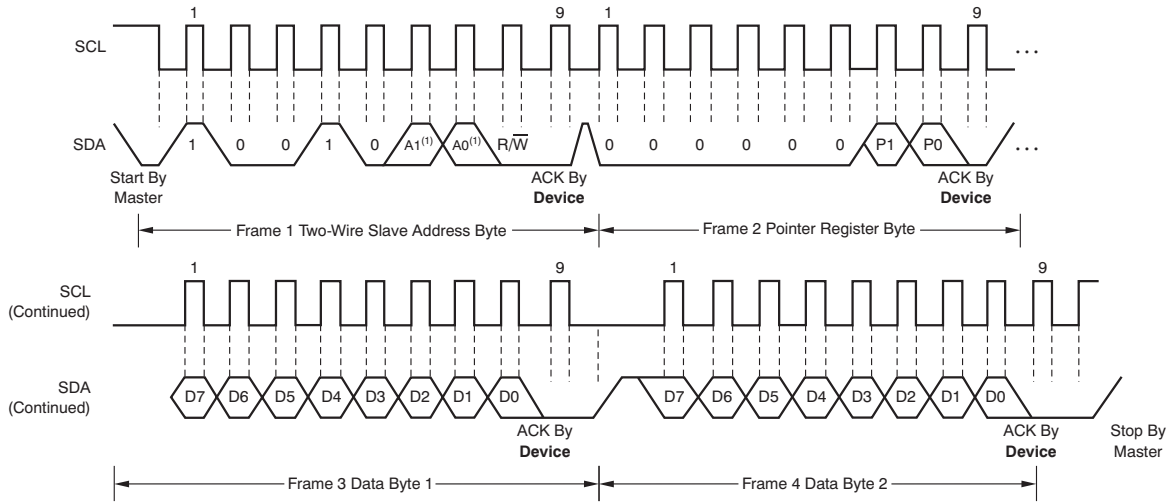 1 9 1 9
SCL ...
SDA 1 0 0 1 0 A1(1) A0(1) R/W 0 0 0 0 0 0 P1 P0 ...
Start By
Master
ACK By
Device
ACK By
Device
Frame 1 Two-Wire Slave Address Byte
Frame 2 Pointer Register Byte
1 9 1 9
SCL
(Continued)
SDA
(Continued)
D7 D6 D5 D4 D3 D2 D1 D0 D7 D6 D5 D4 D3 D2 D1 D0
ACK By
Device
ACK By
Device
Stop By
Master
Frame 3 Data Byte 1
Frame 4 Data Byte 2